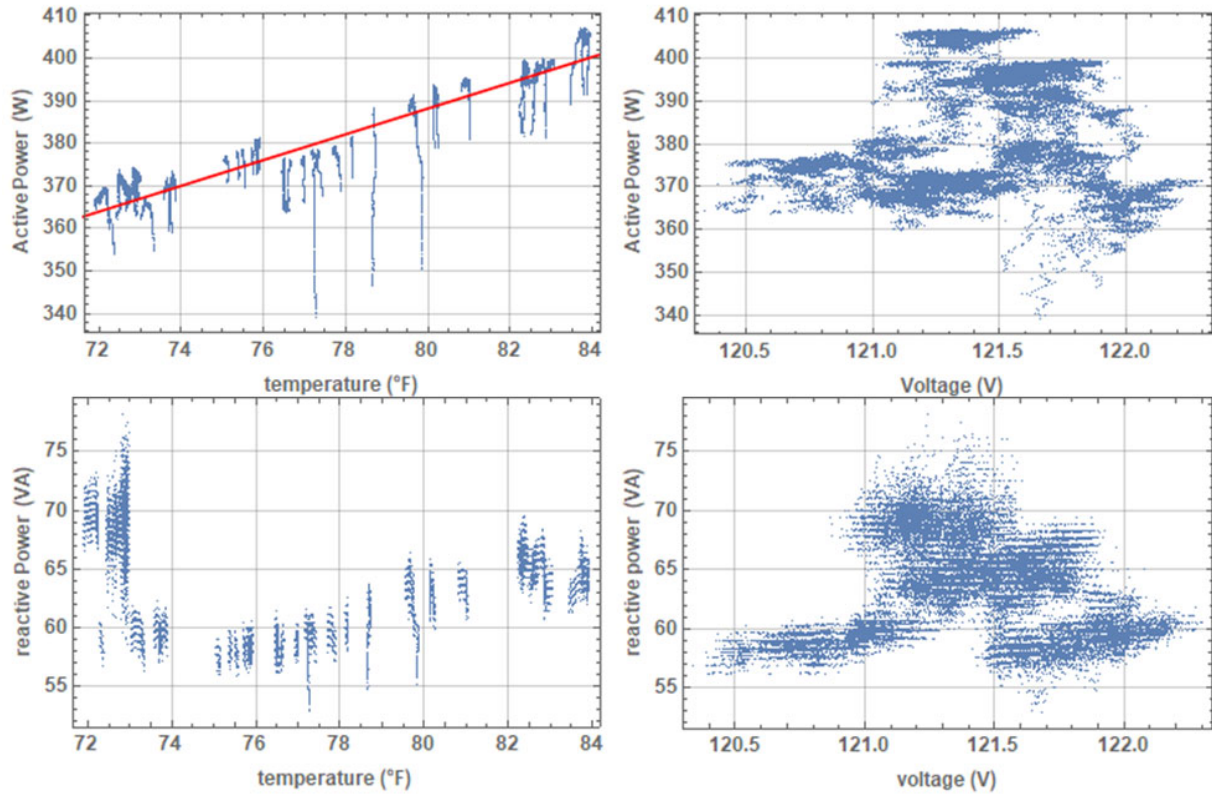 Active Power (W)
400
390
380
370
360
350
340
72 74 76 78 80 82 84
temperature (°F)
Active Power (W)
400
390
380
370
360
350
340
120.5 121.0 121.5 122.0
Voltage (V)
reactive Power (VA)
75
70
65
60
55
72 74 76 78 80 82 84
temperature (°F)
reactive power (VA)
75
70
65
60
55
120.5 121.0 121.5 122.0
voltage (V)